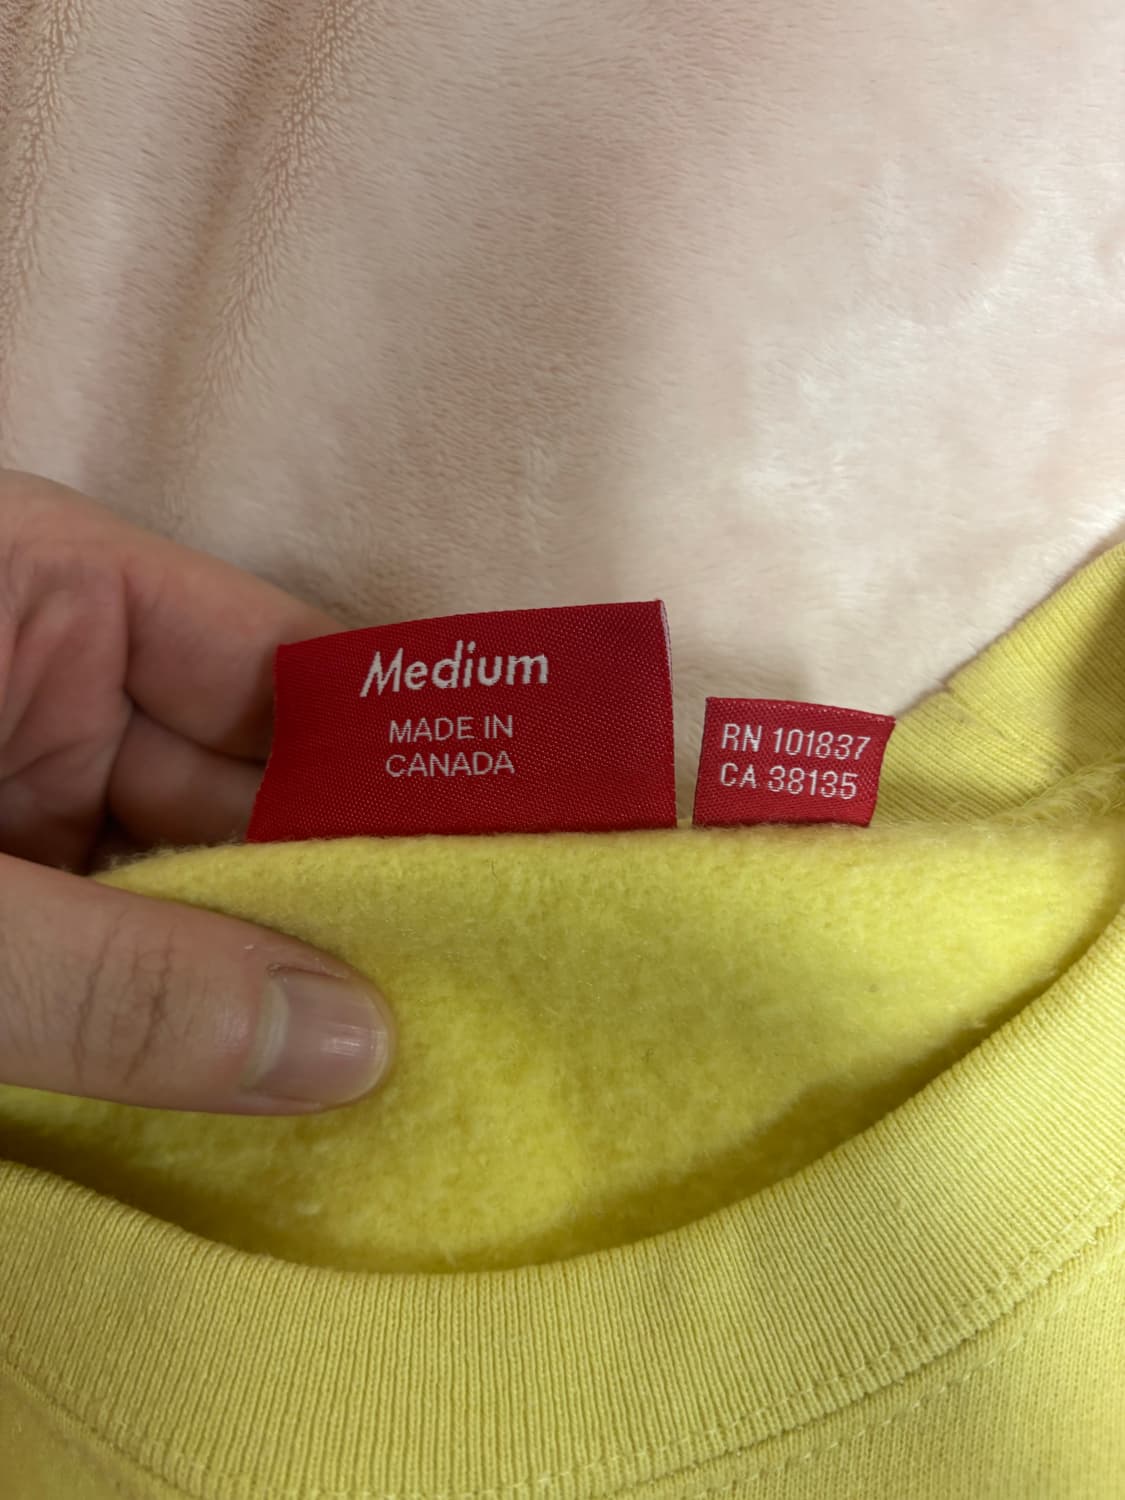 Medium
MADE IN
CANADA
RN 101837
CA 38135